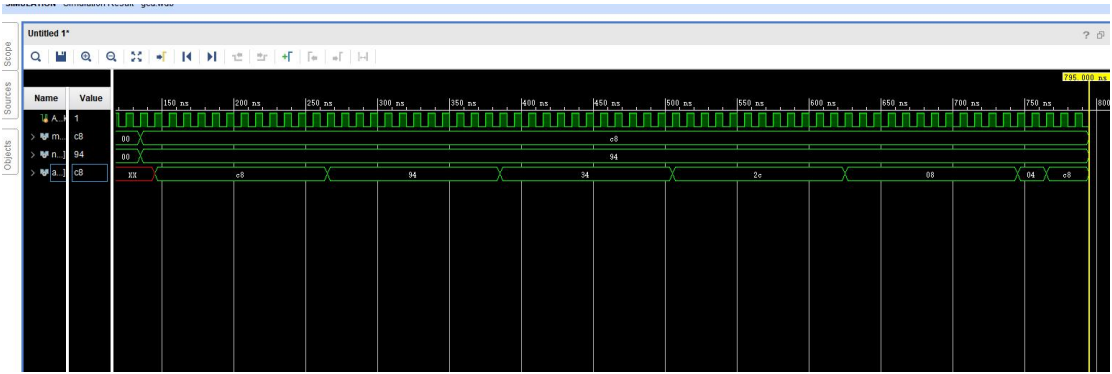 SIMULATION - Simulation Result - gcd.wdb
Untitled 1*
Scope
Sources
Objects
795.000 ns
Name Value
150 ns 200 ns 250 ns 300 ns 350 ns 400 ns 450 ns 500 ns 550 ns 600 ns 650 ns 700 ns 750 ns 800
A...k 1
m... c8 00 c8
n...] 94 00 94
a...] c8 XX c8 94 34 2c 08 04 c8